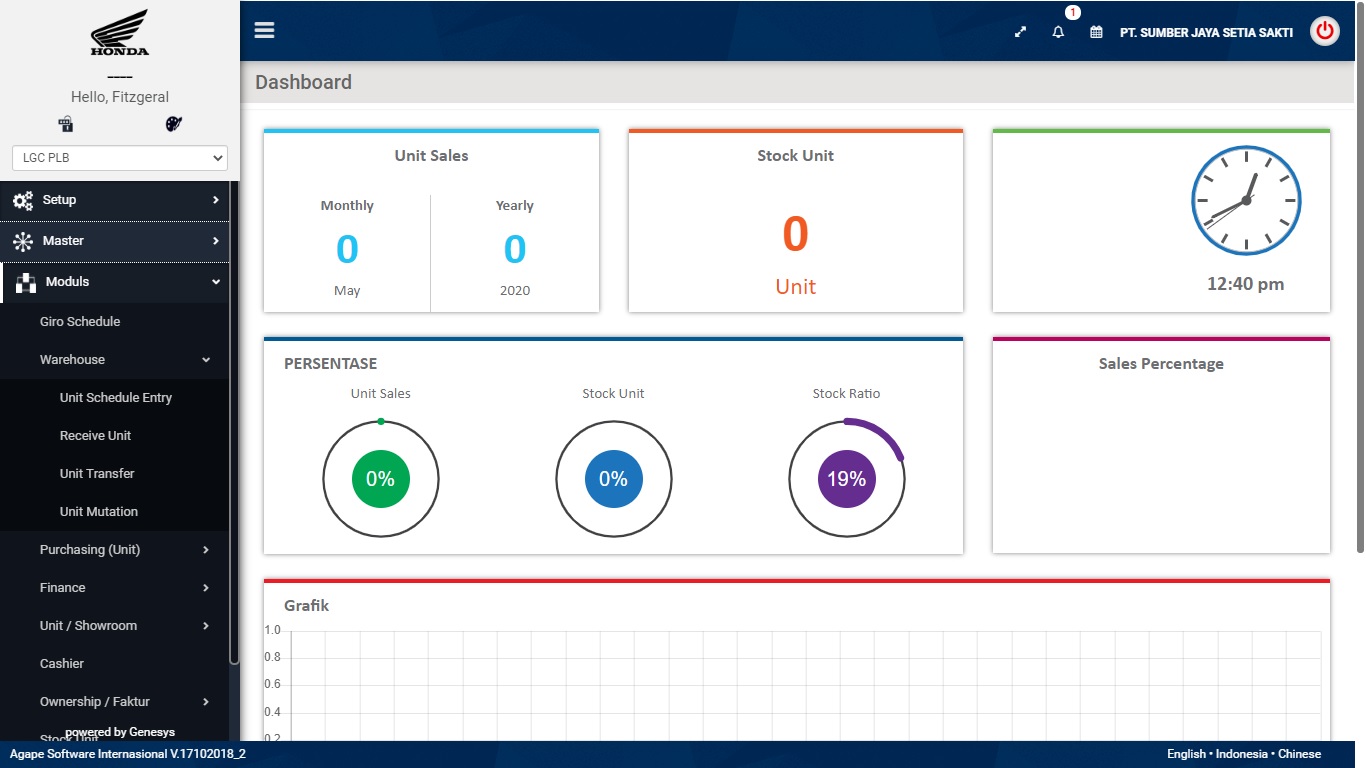 HONDA
----
Hello, Fitzgeral
LGC PLB
Setup
Master
Moduls
Giro Schedule
Warehouse
Unit Schedule Entry
Receive Unit
Unit Transfer
Unit Mutation
Purchasing (Unit)
Finance
Unit / Showroom
Cashier
Ownership / Faktur
Stock Unit
powered by Genesys
1
PT. SUMBER JAYA SETIA SAKTI
Dashboard
Unit Sales
Monthly
0
May
Yearly
0
2020
Stock Unit
0
Unit
12:40 pm
PERSENTASE
Unit Sales
0%
Stock Unit
0%
Stock Ratio
19%
Sales Percentage
Grafik
1.0
0.8
0.6
0.4
0.2
Agape Software Internasional V.17102018_2
English • Indonesia • Chinese